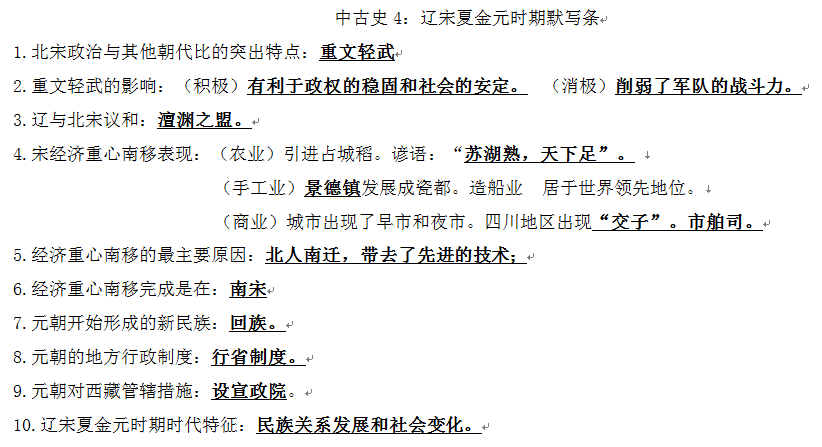 中古史 4：辽宋夏金元时期默写条
1.北宋政治与其他朝代比的突出特点：重文轻武
2.重文轻武的影响：（积极）有利于政权的稳固和社会的安定。 （消极）削弱了军队的战斗力。
3.辽与北宋议和：澶渊之盟。
4.宋经济重心南移表现：（农业）引进占城稻。谚语：“苏湖熟，天下足”。
（手工业）景德镇发展成瓷都。造船业 居于世界领先地位。
（商业）城市出现了早市和夜市。四川地区出现“交子”。市舶司。
5.经济重心南移的最主要原因：北人南迁，带去了先进的技术；
6.经济重心南移完成是在：南宋
7.元朝开始形成的新民族：回族。
8.元朝的地方行政制度：行省制度。
9.元朝对西藏管辖措施：设宣政院。
10.辽宋夏金元时期时代特征：民族关系发展和社会变化。